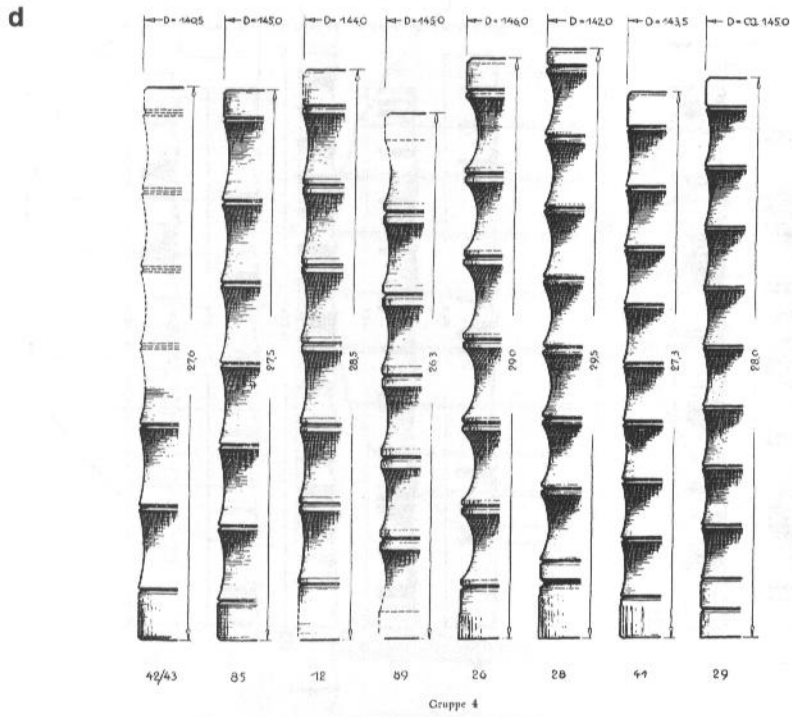 d
D= 140,5 D= 145,0 D= 144,0 D= 145,0 D= 146,0 D= 142,0 D= 143,5 D= ca 145.0
27,0 27,5 28,5 26,3 29,0 29,5 27,3 28,0
42/43 85 12 89 26 28 41 29
Gruppe 4